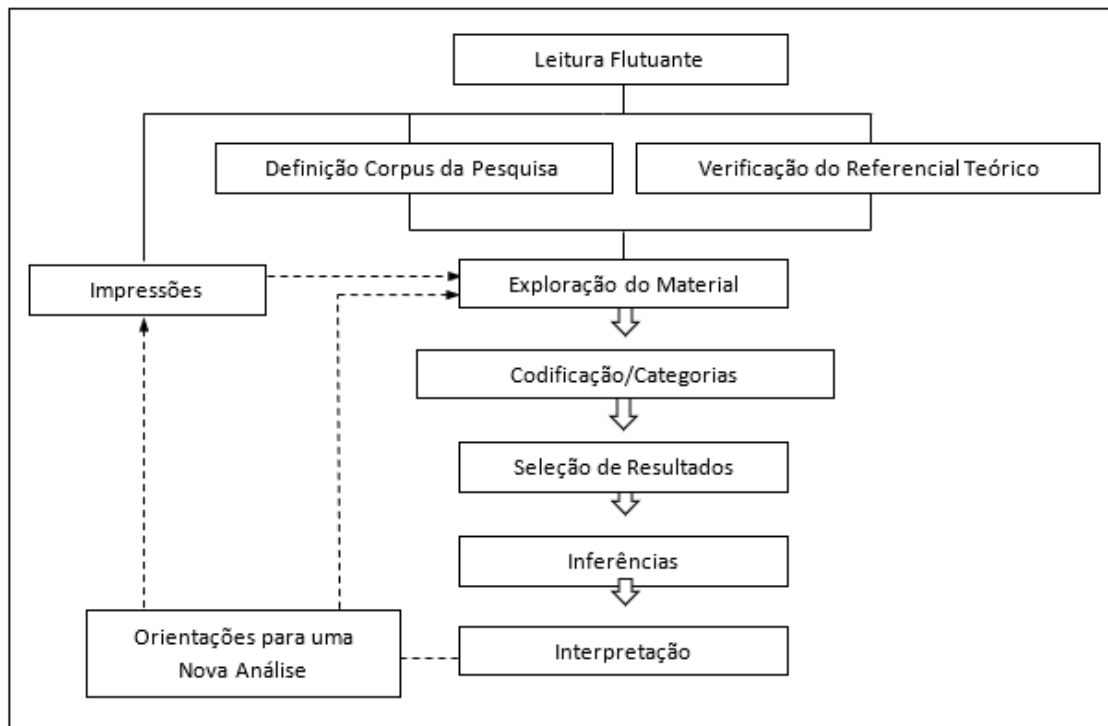 Leitura Flutuante
Definição Corpus da Pesquisa
Verificação do Referencial Teórico
Impressões
Exploração do Material
Codificação/Categorias
Seleção de Resultados
Inferências
Orientações para uma
Nova Análise
Interpretação